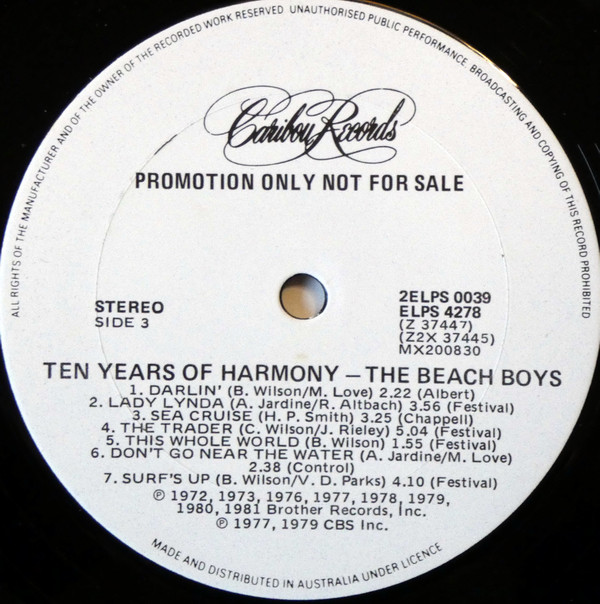 ALL RIGHTS OF THE MANUFACTURER AND OF THE OWNER OF THE RECORDED WORK RESERVED UNAUTHORISED PUBLIC PERFORMANCE, BROADCASTING AND COPYING OF THIS RECORD PROHIBITED
Caribou Records
PROMOTION ONLY NOT FOR SALE
STEREO
SIDE 3
2ELPS 0039
ELPS 4278
(Z 37447)
(Z2X 37445)
MX200830
TEN YEARS OF HARMONY – THE BEACH BOYS
1. DARLIN' (B. Wilson/M. Love) 2.22 (Albert)
2. LADY LYNDA (A. Jardine/R. Altbach) 3.56 (Festival)
3. SEA CRUISE (H. P. Smith) 3.25 (Chappell)
4. THE TRADER (C. Wilson/J. Rieley) 5.04 (Festival)
5. THIS WHOLE WORLD (B. Wilson) 1.55 (Festival)
6. DON'T GO NEAR THE WATER (A. Jardine/M. Love)
2.38 (Control)
7. SURF'S UP (B. Wilson/V. D. Parks) 4.10 (Festival)
℗ 1972, 1973, 1976, 1977, 1978, 1979,
1980, 1981 Brother Records, Inc.
℗ 1977, 1979 CBS Inc.
MADE AND DISTRIBUTED IN AUSTRALIA UNDER LICENCE